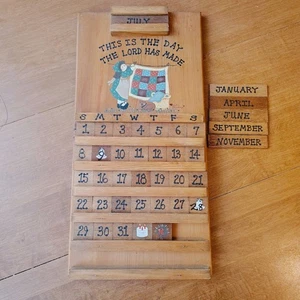 JULY
THIS IS THE DAY
THE LORD HAS MADE
S M T W T F S
1 2 3 4 5 6 7
8 10 11 12 13 14
15 16 17 18 19 20 21
22 23 24 25 26 27 28
29 30 31
JANUARY
APRIL
JUNE
SEPTEMBER
NOVEMBER